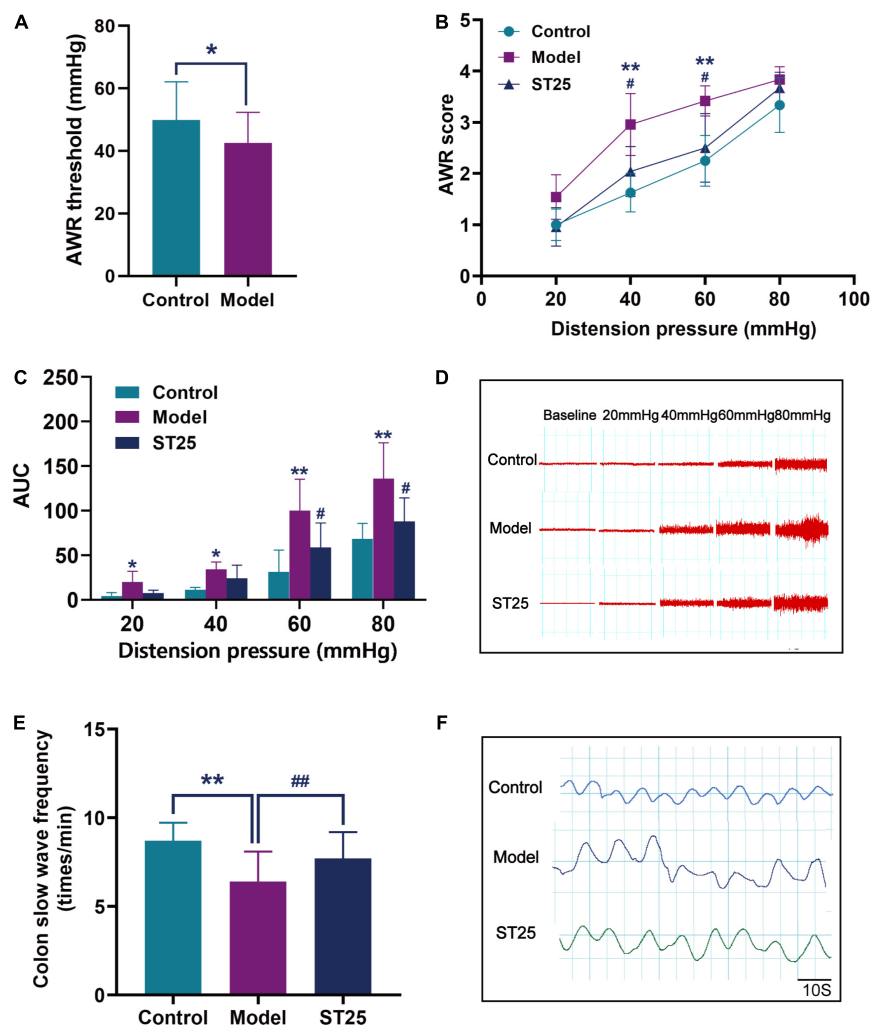 A
AWR threshold (mmHg)
80
60
40
20
0
*
Control Model
B
AWR score
5
4
3
2
1
0
Control
Model
ST25
** **
# #
0 20 40 60 80 100
Distension pressure (mmHg)
C
AUC
250
200
150
100
50
0
Control
Model
ST25
* * ** **
# #
20 40 60 80
Distension pressure (mmHg)
D
Baseline 20mmHg 40mmHg 60mmHg 80mmHg
Control
Model
ST25
E
Colon slow wave frequency
(times/min)
15
10
5
0
** ##
Control Model ST25
F
Control
Model
ST25
10S